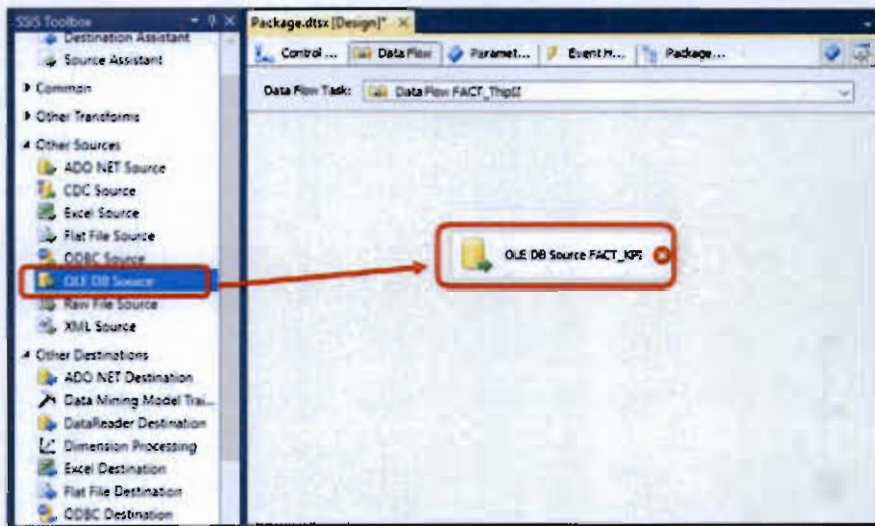 SSIS Toolbox
Destination Assistant
Source Assistant
Common
Other Transforms
Other Sources
ADO NET Source
CDC Source
Excel Source
Flat File Source
ODBC Source
OLE DB Source
Raw File Source
XML Source
Other Destinations
ADO NET Destination
Data Mining Model Trai...
DataReader Destination
Dimension Processing
Excel Destination
Flat File Destination
ODBC Destination
Package.dtsx [Design]*
Control ...
Data Flow
Paramet...
Event H...
Package...
Data Flow Task:
Data Flow
OLE DB Source